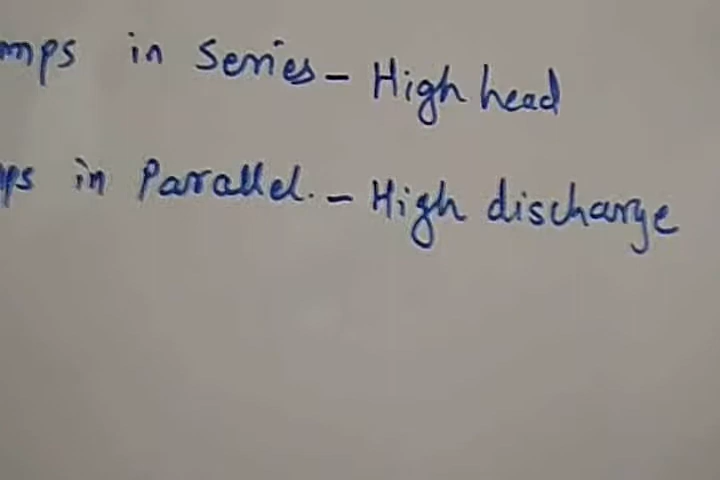 mps in Series - High head
ps in Parallel. - High discharge